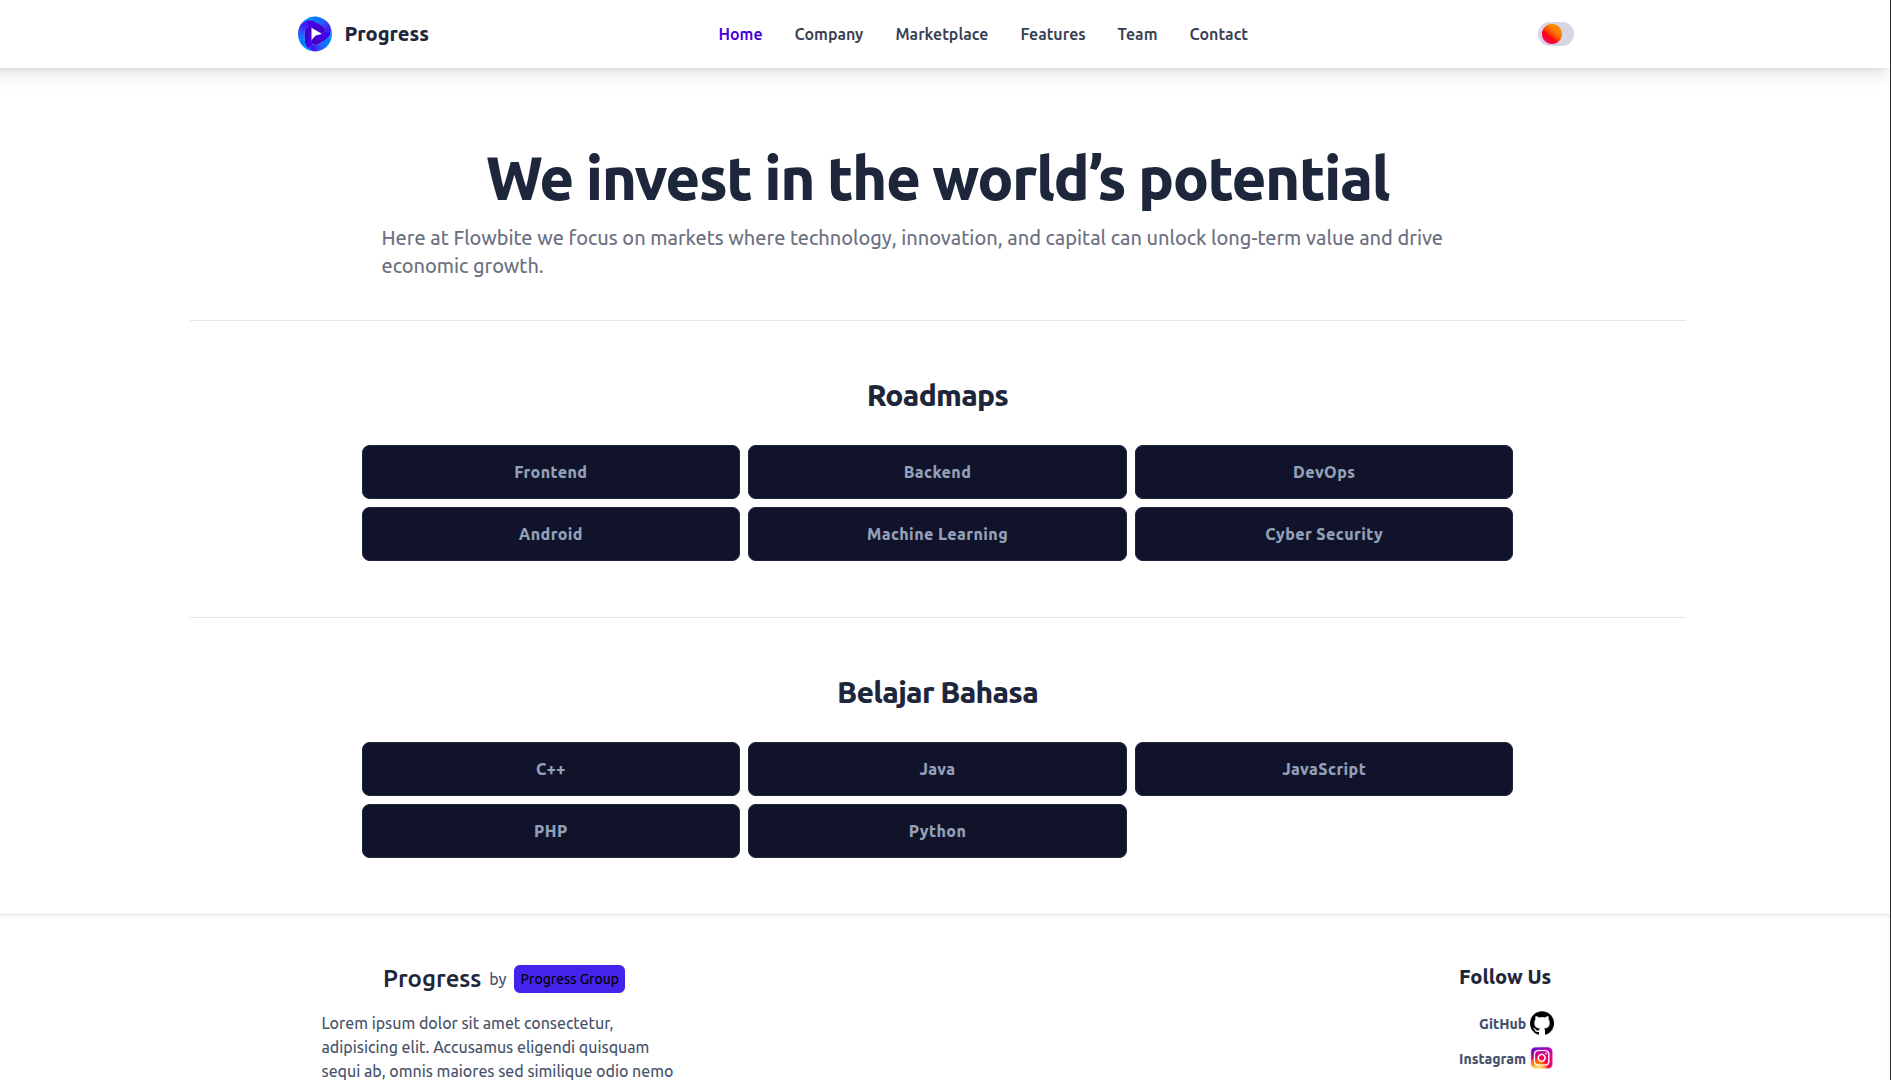 Progress
Home Company Marketplace Features Team Contact
We invest in the world’s potential
Here at Flowbite we focus on markets where technology, innovation, and capital can unlock long-term value and drive
economic growth.
Roadmaps
Frontend Backend DevOps
Android Machine Learning Cyber Security
Belajar Bahasa
C++ Java JavaScript
PHP Python
Progress by Progress Group
Lorem ipsum dolor sit amet consectetur,
adipisicing elit. Accusamus eligendi quisquam
sequi ab, omnis maiores sed similique odio nemo
Follow Us
GitHub
Instagram